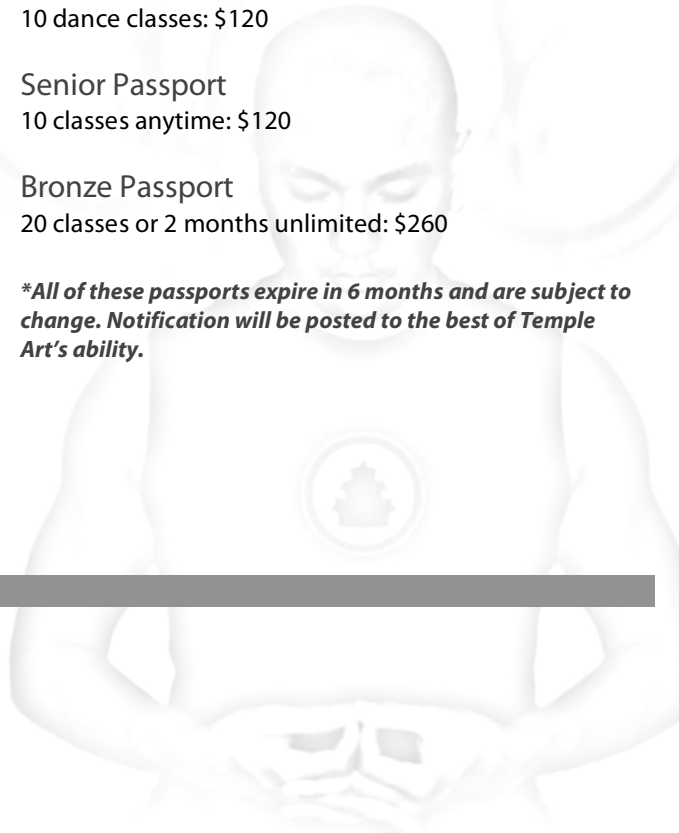 10 dance classes: $120
Senior Passport
10 classes anytime: $120
Bronze Passport
20 classes or 2 months unlimited: $260
*All of these passports expire in 6 months and are subject to
change. Notification will be posted to the best of Temple
Art’s ability.